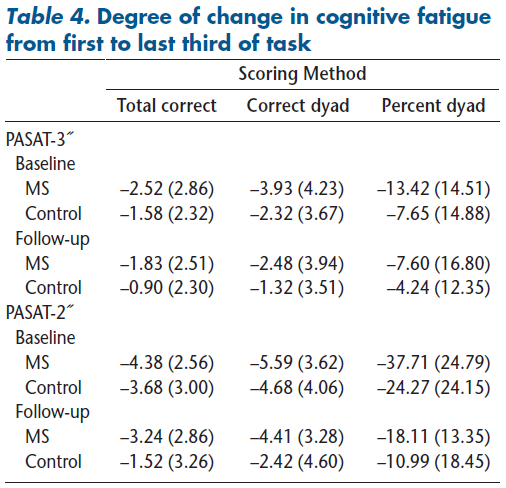 Table 4. Degree of change in cognitive fatigue
from first to last third of task
Scoring Method
Total correct Correct dyad Percent dyad
PASAT-3˝
Baseline
MS –2.52 (2.86) –3.93 (4.23) –13.42 (14.51)
Control –1.58 (2.32) –2.32 (3.67) –7.65 (14.88)
Follow-up
MS –1.83 (2.51) –2.48 (3.94) –7.60 (16.80)
Control –0.90 (2.30) –1.32 (3.51) –4.24 (12.35)
PASAT-2˝
Baseline
MS –4.38 (2.56) –5.59 (3.62) –37.71 (24.79)
Control –3.68 (3.00) –4.68 (4.06) –24.27 (24.15)
Follow-up
MS –3.24 (2.86) –4.41 (3.28) –18.11 (13.35)
Control –1.52 (3.26) –2.42 (4.60) –10.99 (18.45)